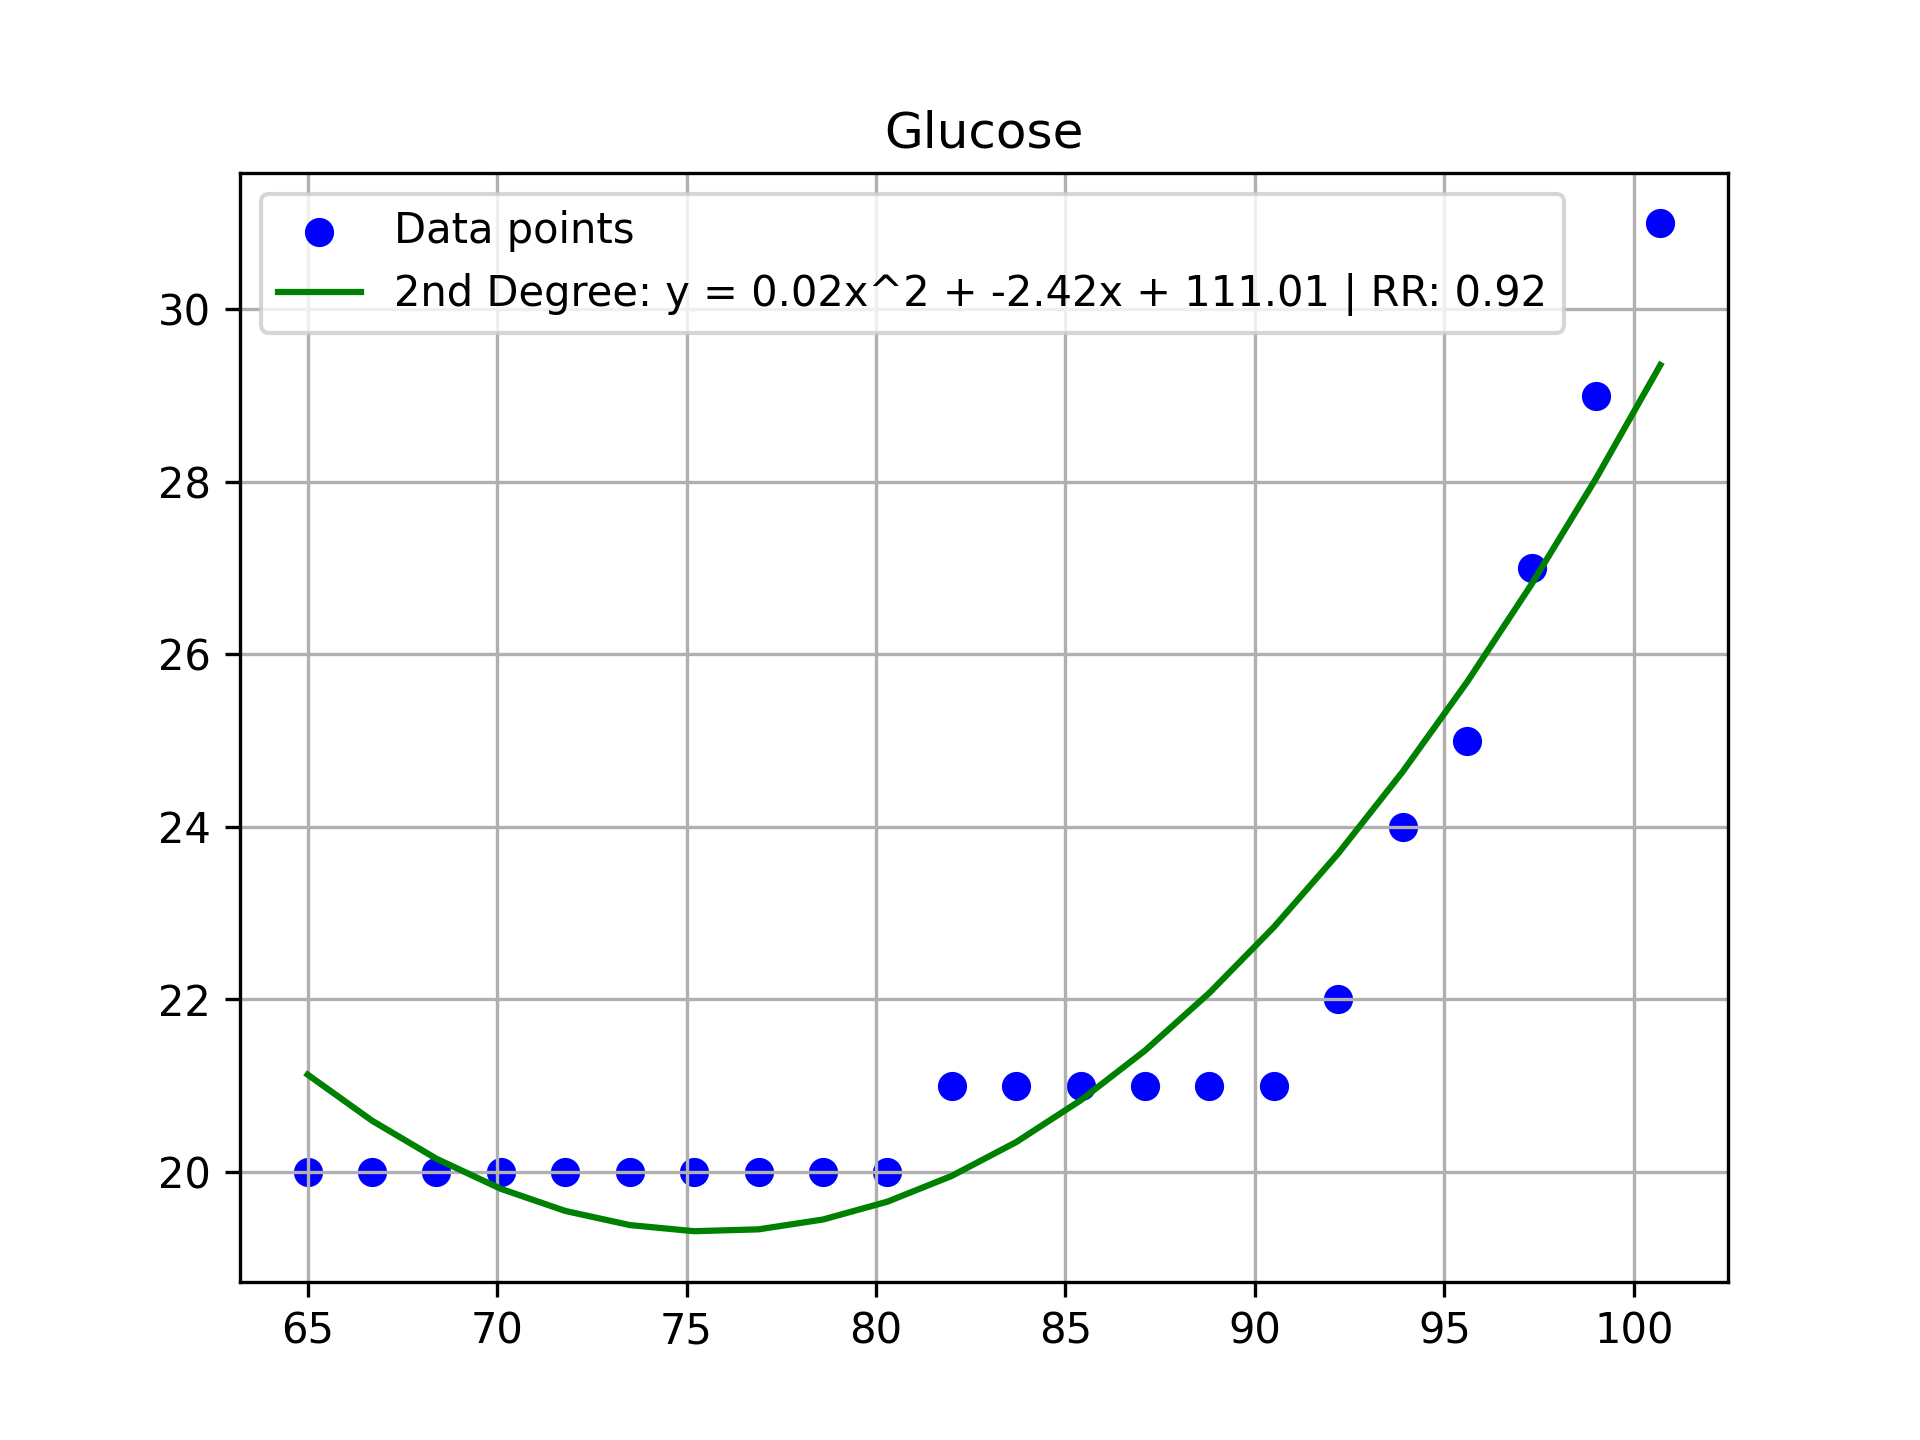 Glucose
Data points
2nd Degree: y = 0.02x^2 + -2.42x + 111.01 | RR: 0.92
30
28
26
24
22
20
65 70 75 80 85 90 95 100